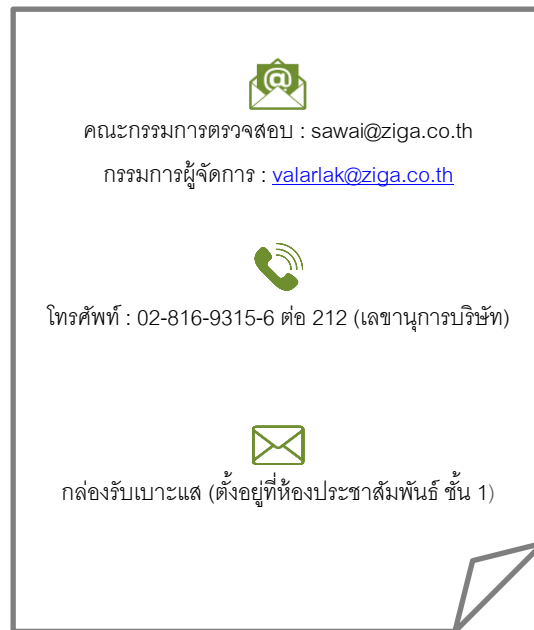 คณะกรรมการตรวจสอบ : sawai@ziga.co.th
กรรมการผู้จัดการ : valarlak@ziga.co.th
โทรศัพท์ : 02-816-9315-6 ต่อ 212 (เลขานุการบริษัท)
กล่องรับเบาะแส (ตั้งอยู่ที่ห้องประชาสัมพันธ์ ชั้น 1)